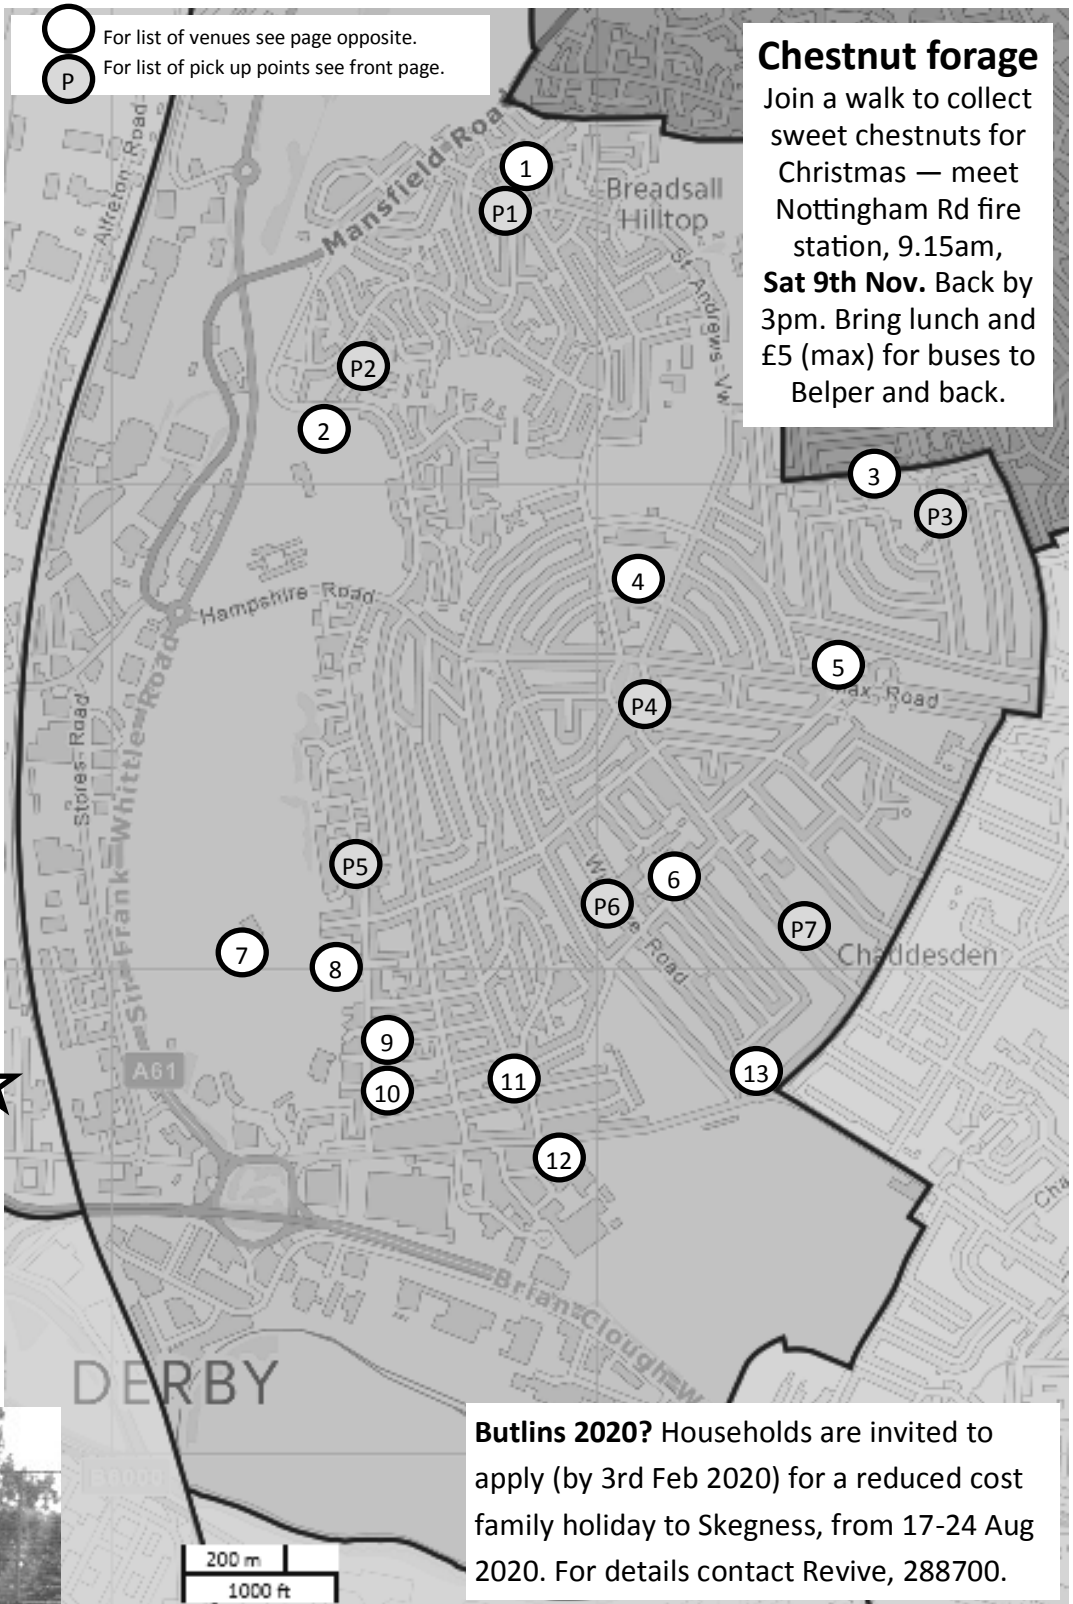 For list of venues see page opposite.
P
For list of pick up points see front page.
Chestnut forage
Join a walk to collect
sweet chestnuts for
Christmas — meet
Nottingham Rd fire
station, 9.15am,
Sat 9th Nov. Back by
3pm. Bring lunch and
£5 (max) for buses to
Belper and back.
Alfreton Road
Mansfield Road
1
P1
Breadsall
Hilltop
St Andrews Vw
P2
2
3
P3
Hampshire Road
4
5
ax Road
P4
Stores Road
Sir Frank Whittle Road
P5
6
P6
P7
W
e Road
Chaddesden
7
8
9
10
11
13
A61
12
Cha
Brian Clough W
DERBY
Butlins 2020? Households are invited to
apply (by 3rd Feb 2020) for a reduced cost
family holiday to Skegness, from 17-24 Aug
2020. For details contact Revive, 288700.
200 m
1000 ft